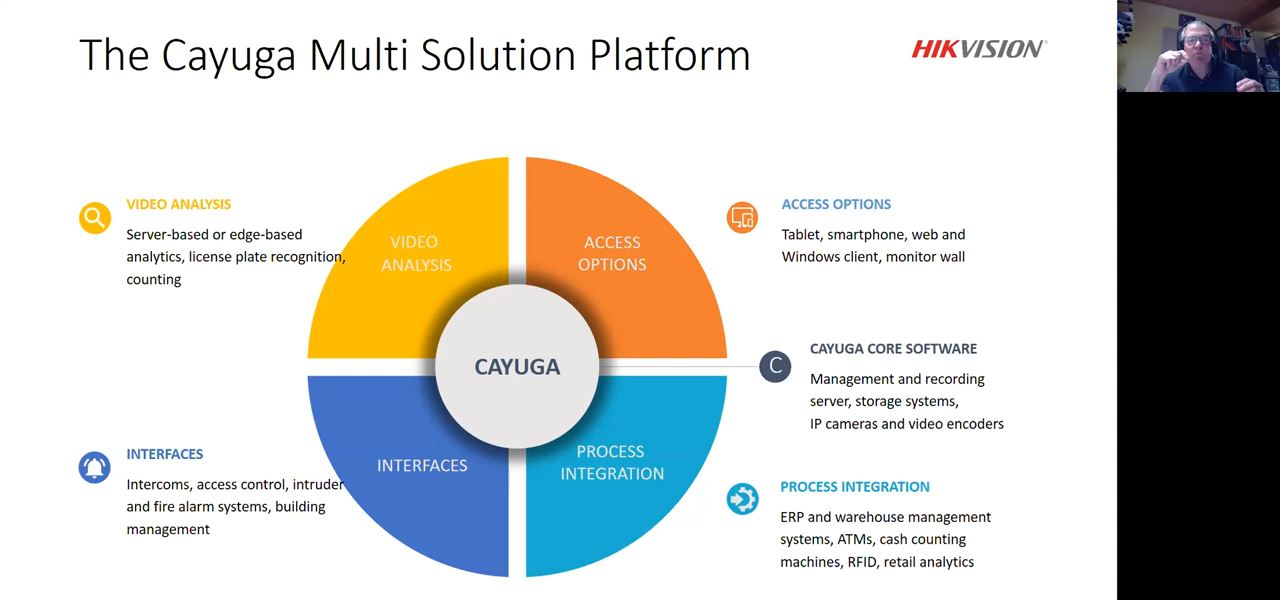 The Cayuga Multi Solution Platform
HIKVISION®
VIDEO ANALYSIS
Server-based or edge-based
analytics, license plate recognition,
counting
VIDEO
ANALYSIS
ACCESS
OPTIONS
ACCESS OPTIONS
Tablet, smartphone, web and
Windows client, monitor wall
CAYUGA
C
CAYUGA CORE SOFTWARE
Management and recording
server, storage systems,
IP cameras and video encoders
INTERFACES
Intercoms, access control, intruder
and fire alarm systems, building
management
INTERFACES
PROCESS
INTEGRATION
PROCESS INTEGRATION
ERP and warehouse management
systems, ATMs, cash counting
machines, RFID, retail analytics